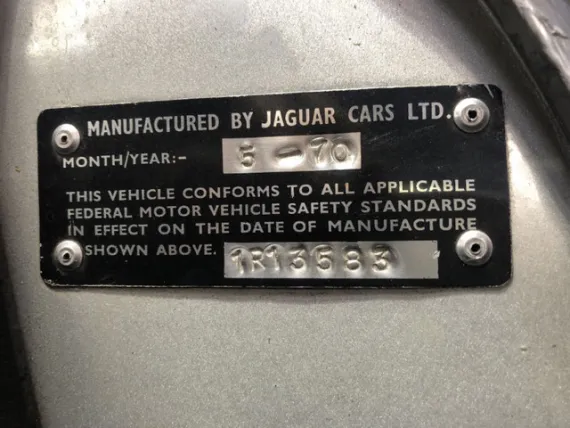 MANUFACTURED BY JAGUAR CARS LTD.
MONTH/YEAR:- 5-70
THIS VEHICLE CONFORMS TO ALL APPLICABLE
FEDERAL MOTOR VEHICLE SAFETY STANDARDS
IN EFFECT ON THE DATE OF MANUFACTURE
SHOWN ABOVE. 1R13583